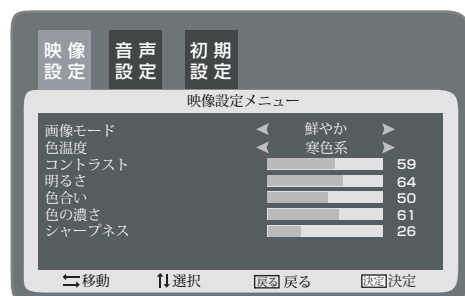 映像設定 音声設定 初期設定
映像設定メニュー
画像モード 鮮やか
色温度 寒色系
コントラスト 59
明るさ 64
色合い 50
色の濃さ 61
シャープネス 26
移動 選択 戻る 戻る 決定 決定